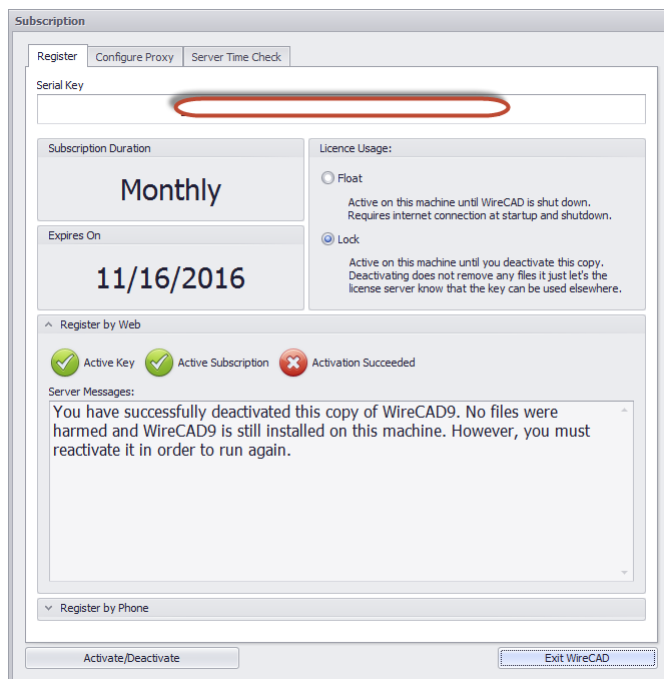 Subscription
Register
Configure Proxy
Server Time Check
Serial Key
Subscription Duration
Monthly
Expires On
11/16/2016
Licence Usage:
Float
Active on this machine until WireCAD is shut down.
Requires internet connection at startup and shutdown.
Lock
Active on this machine until you deactivate this copy.
Deactivating does not remove any files it just let's the
license server know that the key can be used elsewhere.
Register by Web
Active Key
Active Subscription
Activation Succeeded
Server Messages:
You have successfully deactivated this copy of WireCAD9. No files were
harmed and WireCAD9 is still installed on this machine. However, you must
reactivate it in order to run again.
Register by Phone
Activate/Deactivate
Exit WireCAD